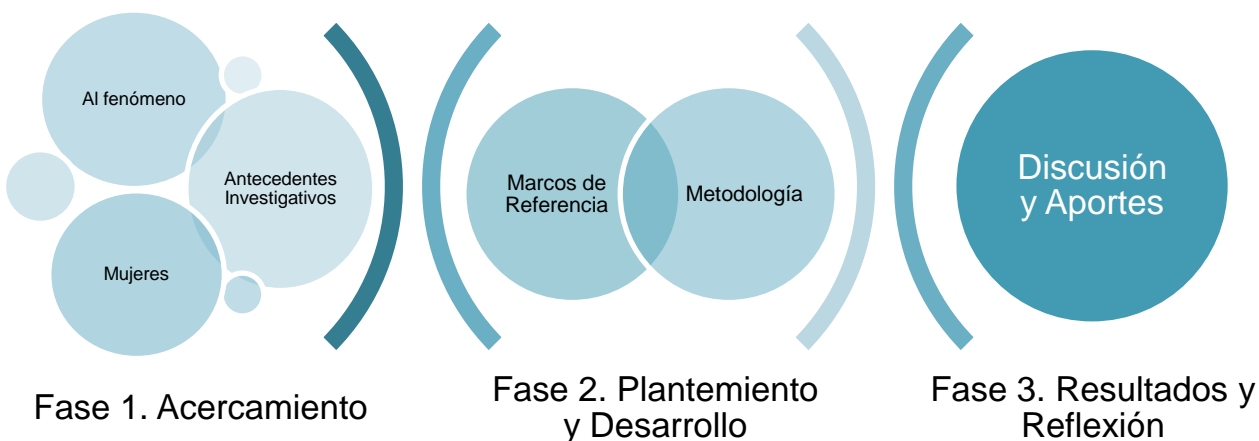 Al fenómeno
Antecedentes
Investigativos
Mujeres
Fase 1. Acercamiento
Marcos de
Referencia
Metodología
Fase 2. Plantemiento
y Desarrollo
Discusión
y Aportes
Fase 3. Resultados y
Reflexión